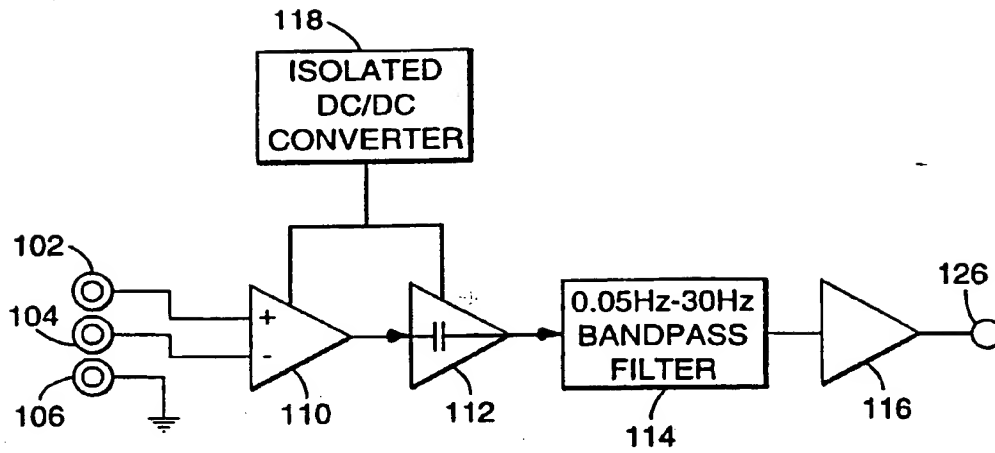 118
ISOLATED
DC/DC
CONVERTER
102
104
106
+
-
110
112
0.05Hz-30Hz
BANDPASS
FILTER
114
116
126